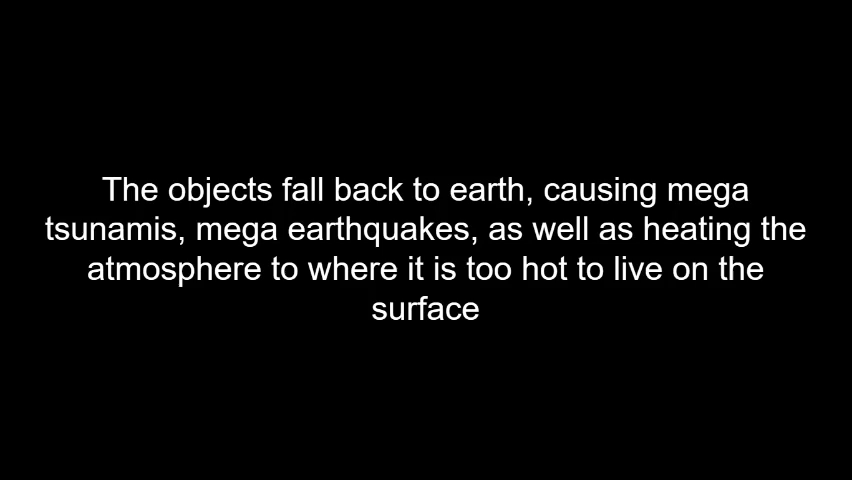 The objects fall back to earth, causing mega
tsunamis, mega earthquakes, as well as heating the
atmosphere to where it is too hot to live on the
surface